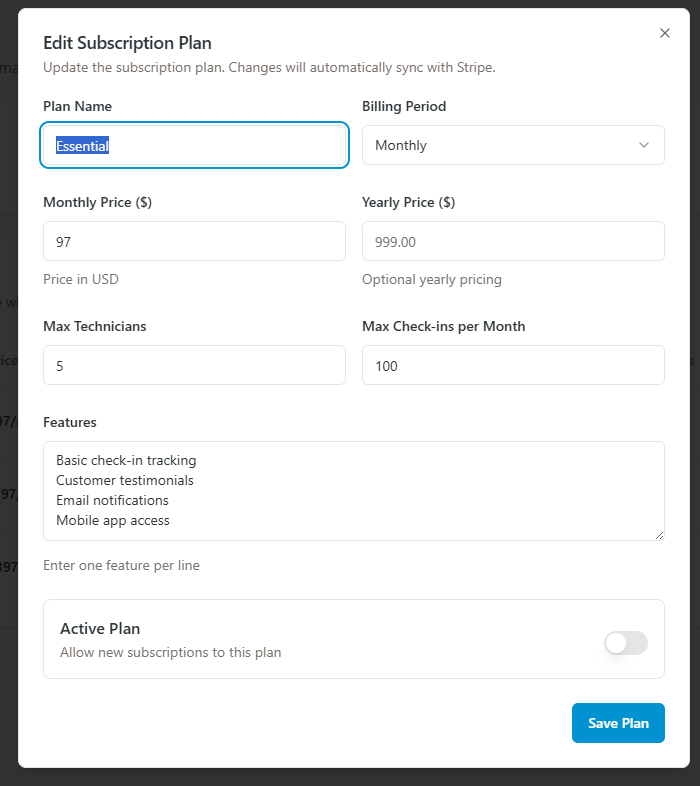 Edit Subscription Plan
Update the subscription plan. Changes will automatically sync with Stripe.
Plan Name
Billing Period
Essential
Monthly
Monthly Price ($)
Yearly Price ($)
97
999.00
Price in USD
Optional yearly pricing
Max Technicians
Max Check-ins per Month
5
100
Features
Basic check-in tracking
Customer testimonials
Email notifications
Mobile app access
Enter one feature per line
Active Plan
Allow new subscriptions to this plan
Save Plan